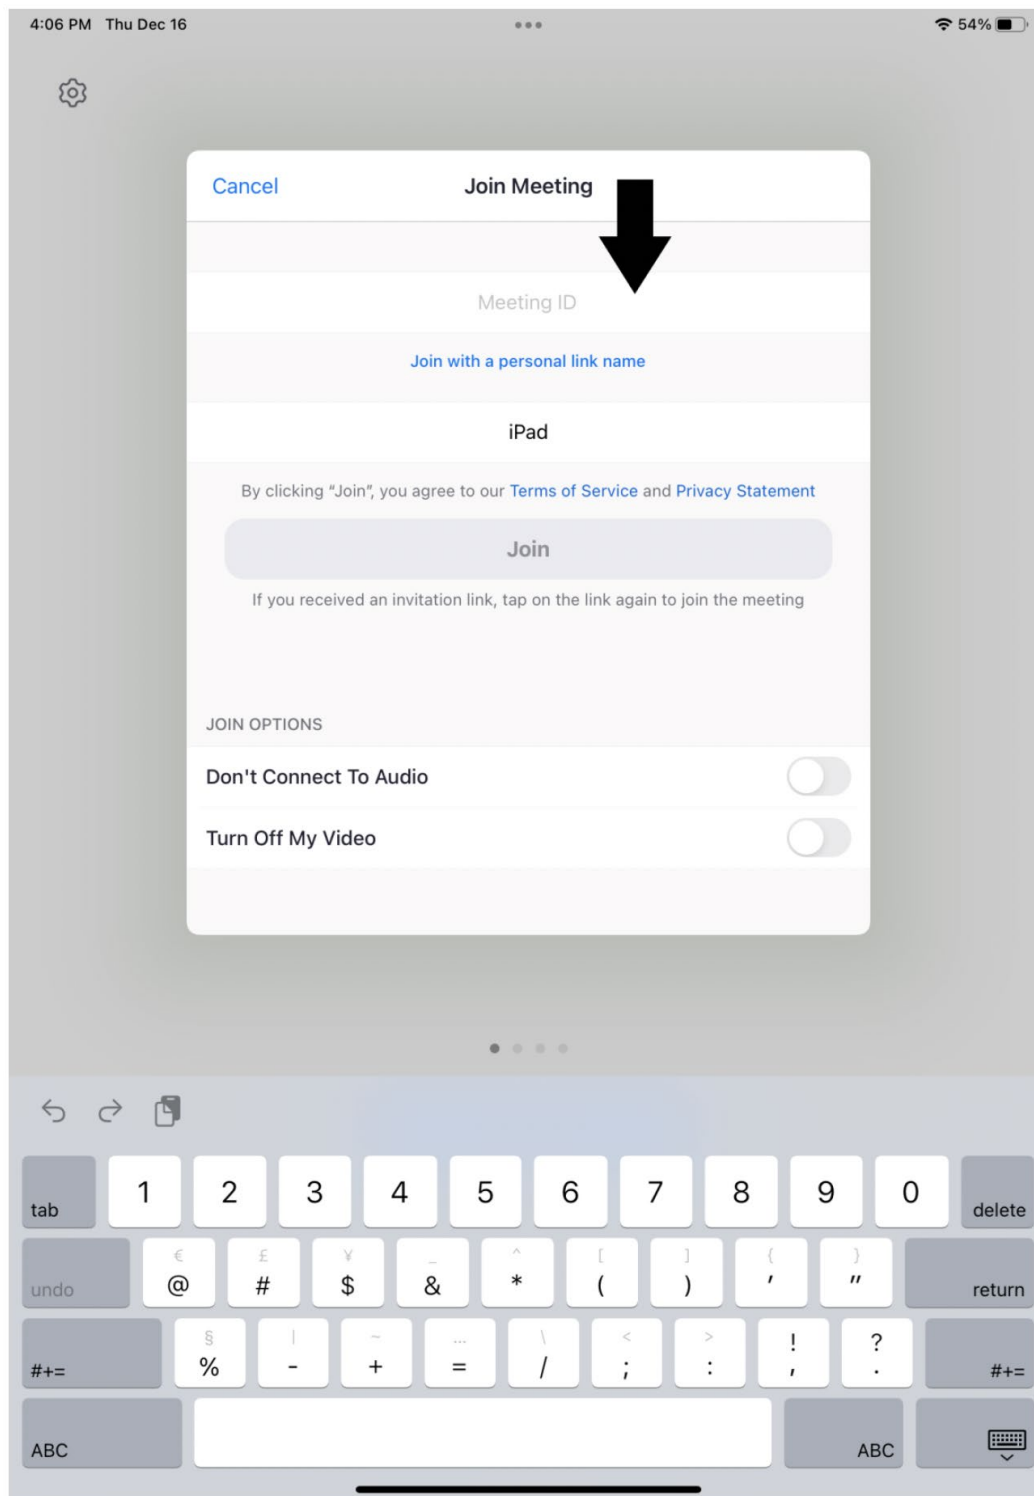 4:06 PM Thu Dec 16 54%
Cancel Join Meeting
Meeting ID
Join with a personal link name
iPad
By clicking “Join”, you agree to our Terms of Service and Privacy Statement
Join
If you received an invitation link, tap on the link again to join the meeting
JOIN OPTIONS
Don't Connect To Audio
Turn Off My Video
tab 1 2 3 4 5 6 7 8 9 0 delete
€ £ ¥ _ ^ [ ] { }
undo @ # $ & * ( ) ' " return
§ | ~ … \ < > ! ?
#+= % - + = / ; : , . #+=
ABC ABC